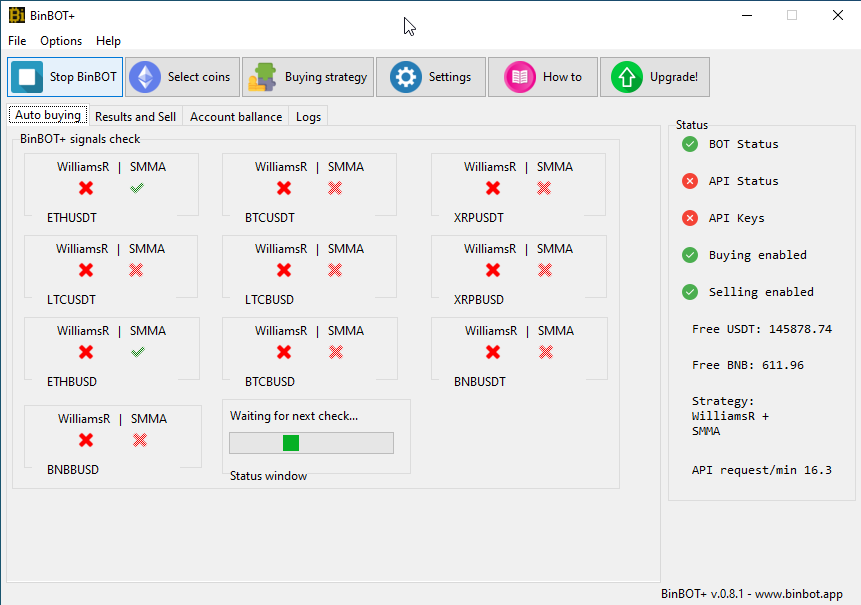 BinBOT+
File Options Help
Stop BinBOT Select coins Buying strategy Settings How to Upgrade!
Auto buying Results and Sell Account ballance Logs
BinBOT+ signals check
WilliamsR | SMMA WilliamsR | SMMA WilliamsR | SMMA
ETHUSDT BTCUSDT XRPUSDT
WilliamsR | SMMA WilliamsR | SMMA WilliamsR | SMMA
LTCUSDT LTCBUSD XRPBUSD
WilliamsR | SMMA WilliamsR | SMMA WilliamsR | SMMA
ETHBUSD BTCBUSD BNBUSDT
WilliamsR | SMMA
BNBBUSD
Waiting for next check...
Status window
Status
BOT Status
API Status
API Keys
Buying enabled
Selling enabled
Free USDT: 145878.74
Free BNB: 611.96
Strategy:
WilliamsR +
SMMA
API request/min 16.3
BinBOT+ v.0.8.1 - www.binbot.app